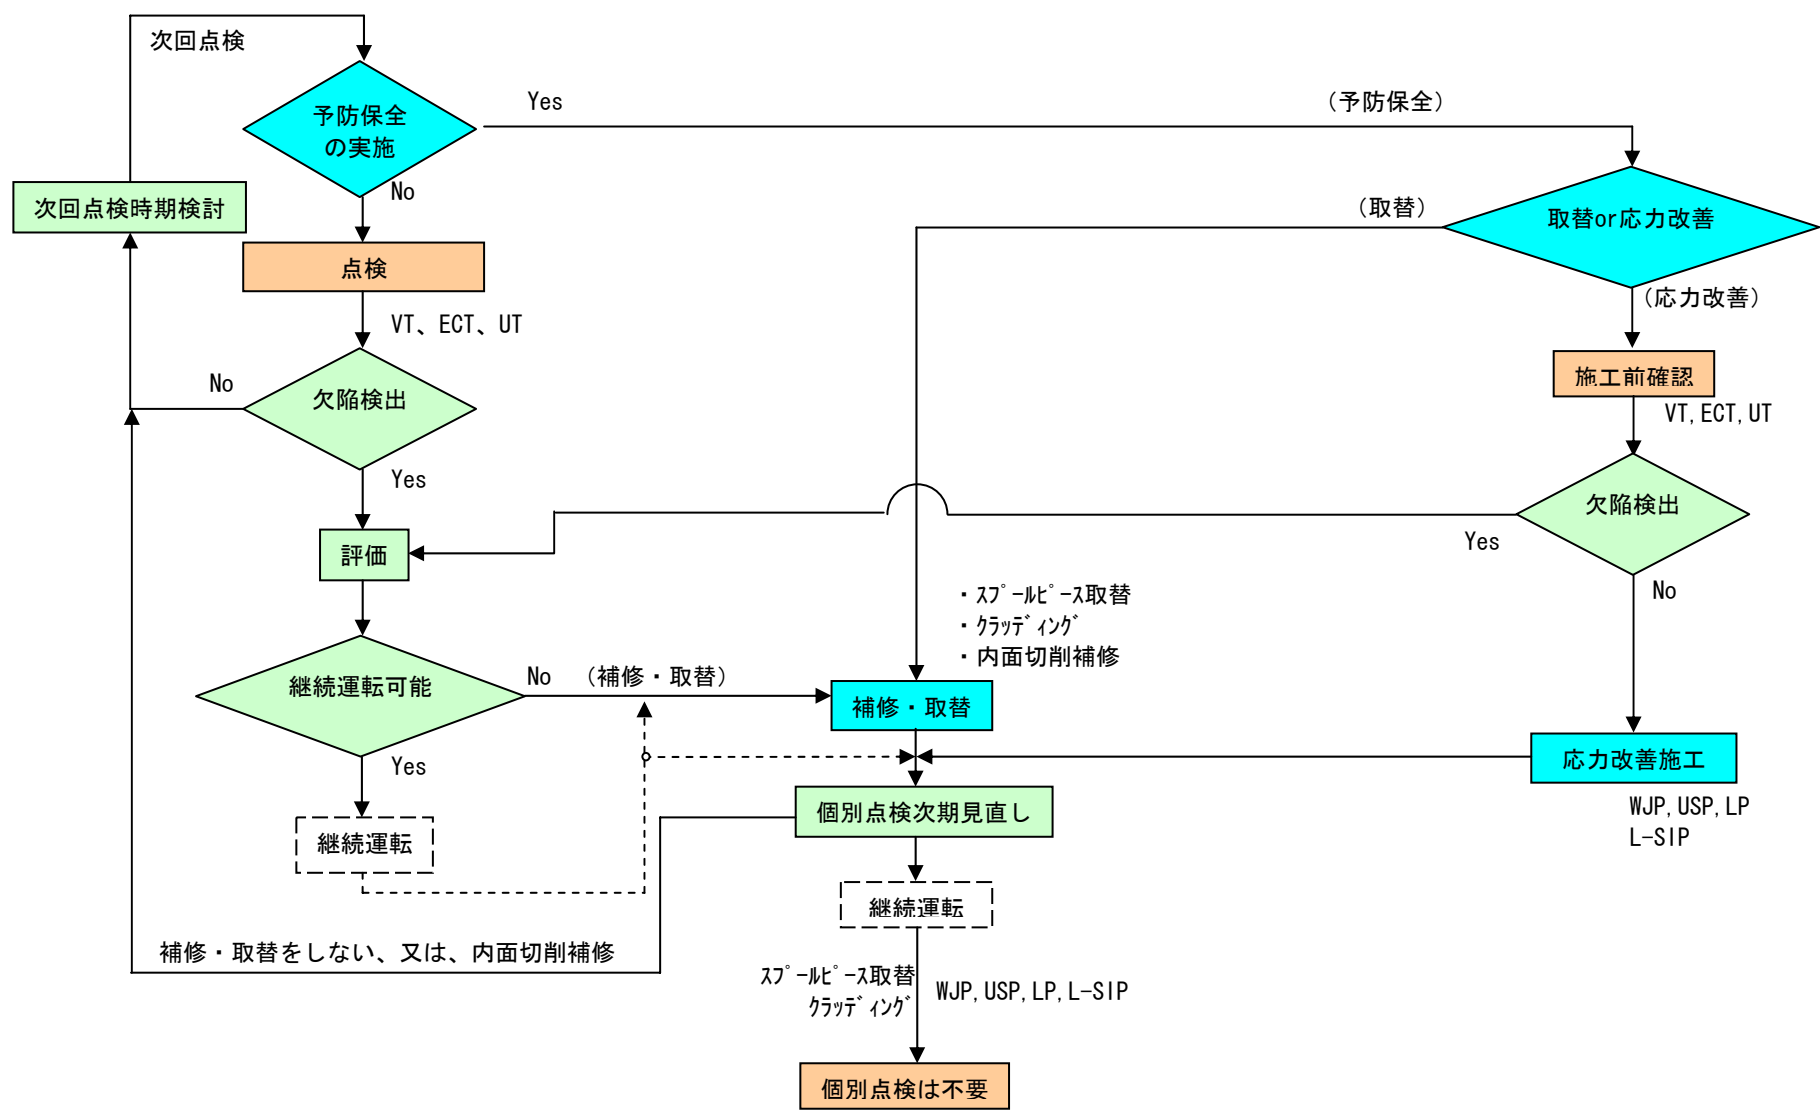 次回点検
予防保全
の実施
Yes
（予防保全）
No
次回点検時期検討
（取替）
取替or応力改善
点検
（応力改善）
VT、ECT、UT
施工前確認
No
欠陥検出
VT,ECT,UT
Yes
欠陥検出
Yes
評価
No
・ｽﾌﾟｰﾙﾋﾟｰｽ取替
・ｸﾗｯﾃﾞｨﾝｸﾞ
・内面切削補修
継続運転可能
No
（補修・取替）
補修・取替
Yes
応力改善施工
個別点検次期見直し
WJP,USP,LP
L-SIP
継続運転
継続運転
補修・取替をしない、又は、内面切削補修
ｽﾌﾟｰﾙﾋﾟｰｽ取替
ｸﾗｯﾃﾞｨﾝｸﾞ
WJP,USP,LP,L-SIP
個別点検は不要